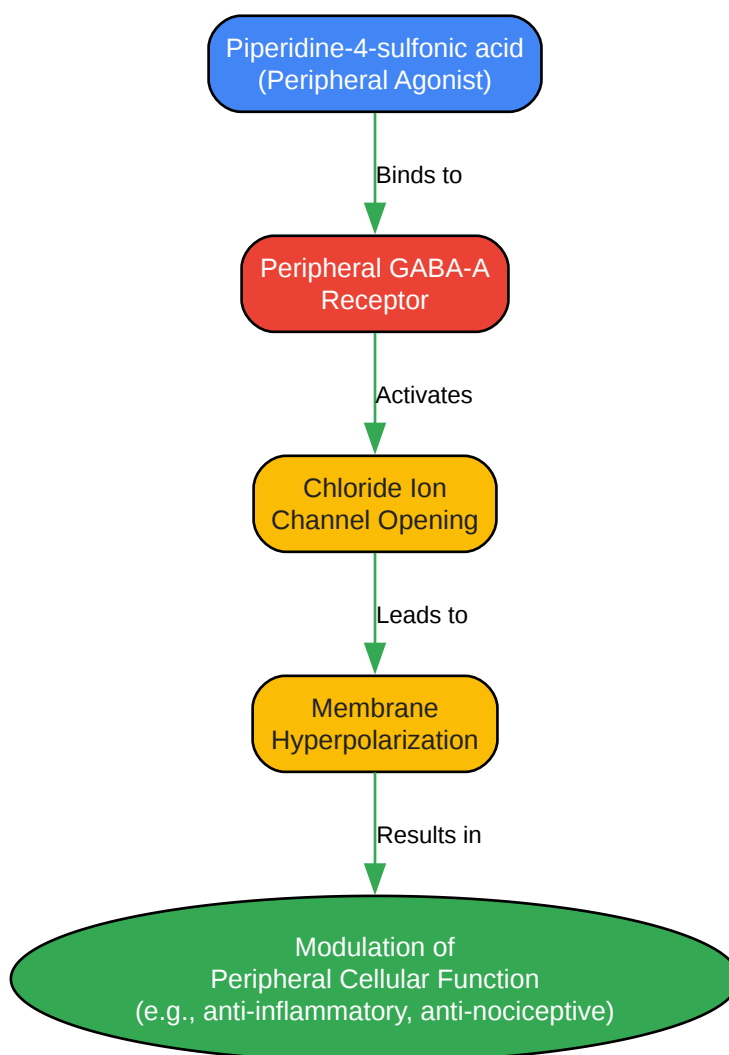 Piperidine-4-sulfonic acid
(Peripheral Agonist)
Binds to
Peripheral GABA-A
Receptor
Activates
Chloride Ion
Channel Opening
Leads to
Membrane
Hyperpolarization
Results in
Modulation of
Peripheral Cellular Function
(e.g., anti-inflammatory, anti-nociceptive)